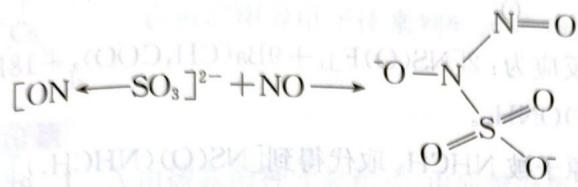 [ON←SO₃]²⁻ + NO → ⁻O—N(N=O)—S(=O)(=O)—O⁻